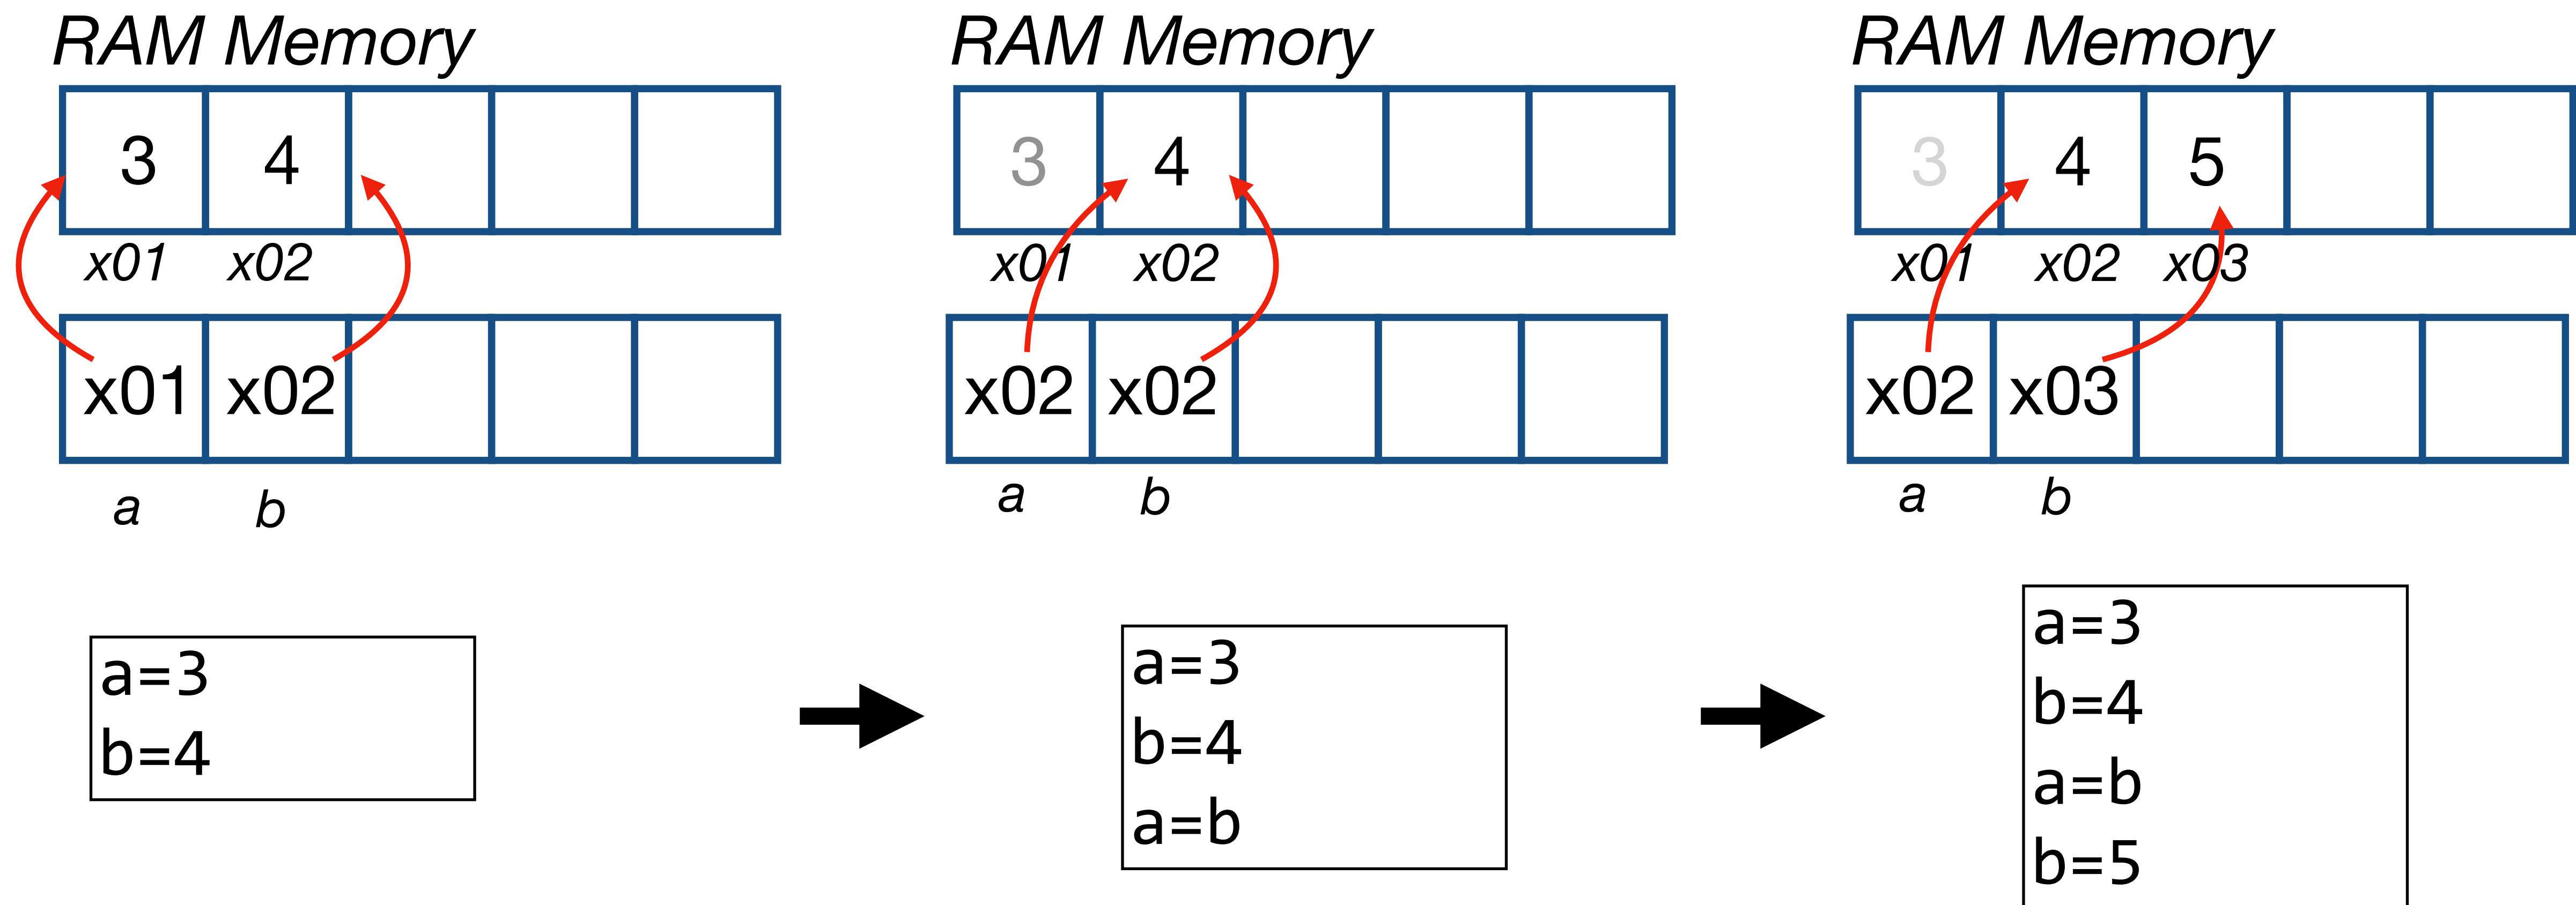 RAM Memory
3 4
x01 x02
x01 x02
a b
a=3
b=4
RAM Memory
3 4
x01 x02
x02 x02
a b
a=3
b=4
a=b
RAM Memory
3 4 5
x01 x02 x03
x02 x03
a b
a=3
b=4
a=b
b=5